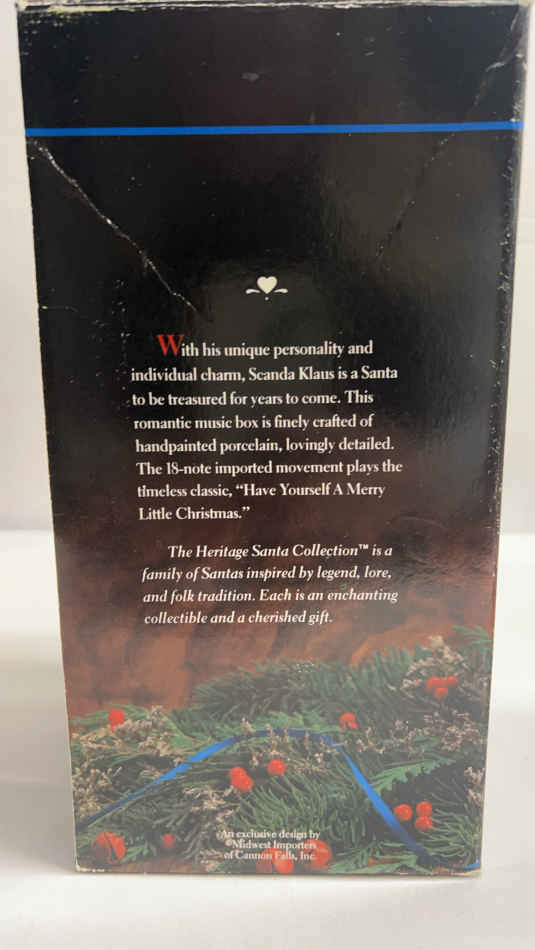 With his unique personality and
individual charm, Scanda Klaus is a Santa
to be treasured for years to come. This
romantic music box is finely crafted of
handpainted porcelain, lovingly detailed.
The 18-note imported movement plays the
timeless classic, “Have Yourself A Merry
Little Christmas.”
The Heritage Santa Collection™ is a
family of Santas inspired by legend, lore,
and folk tradition. Each is an enchanting
collectible and a cherished gift.
An exclusive design by
©Midwest Importers
of Cannon Falls, Inc.